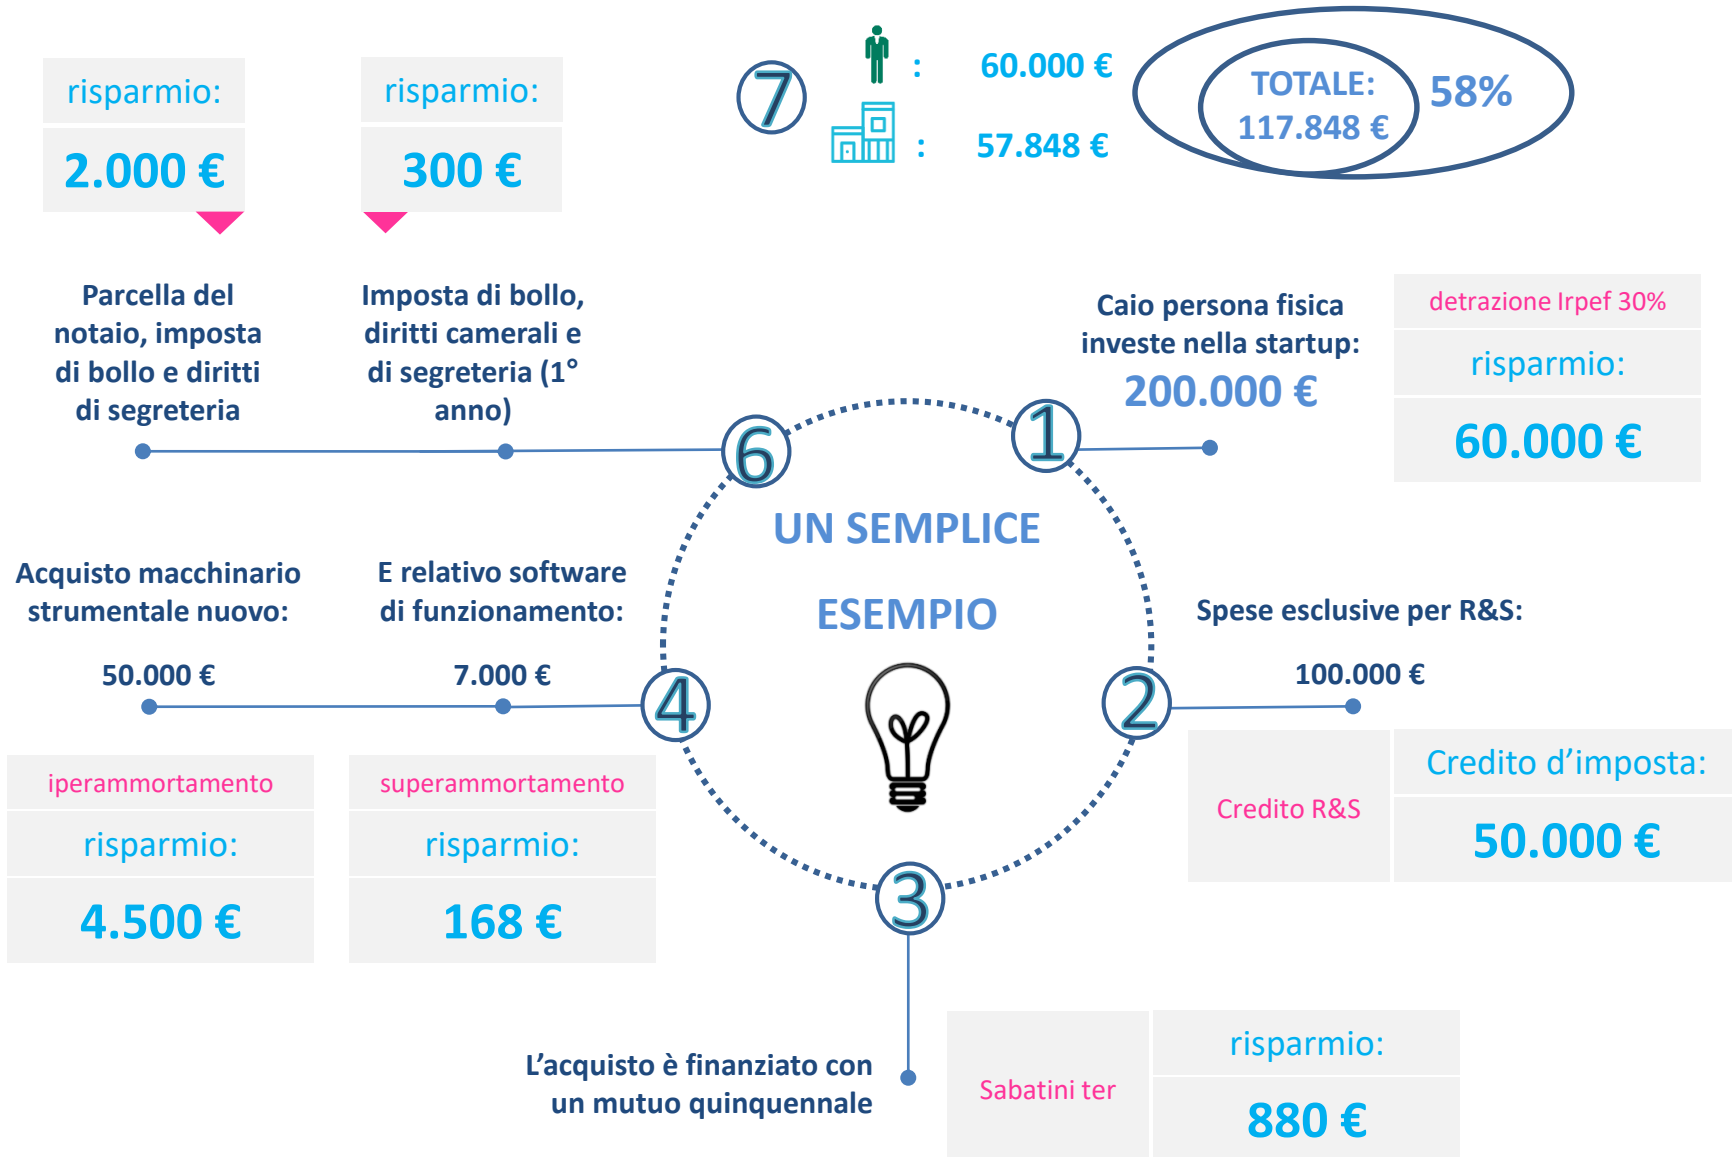 risparmio:
2.000 €
risparmio:
300 €
7
:
60.000 €
:
57.848 €
TOTALE:
117.848 €
58%
Parcella del
notaio, imposta
di bollo e diritti
di segreteria
Imposta di bollo,
diritti camerali e
di segreteria (1°
anno)
6
Caio persona fisica
investe nella startup:
200.000 €
1
detrazione Irpef 30%
risparmio:
60.000 €
UN SEMPLICE
ESEMPIO
Acquisto macchinario
strumentale nuovo:
50.000 €
E relativo software
di funzionamento:
7.000 €
4
iperammortamento
risparmio:
4.500 €
superammortamento
risparmio:
168 €
Spese esclusive per R&S:
100.000 €
2
Credito R&S
Credito d’imposta:
50.000 €
3
L’acquisto è finanziato con
un mutuo quinquennale
Sabatini ter
risparmio:
880 €